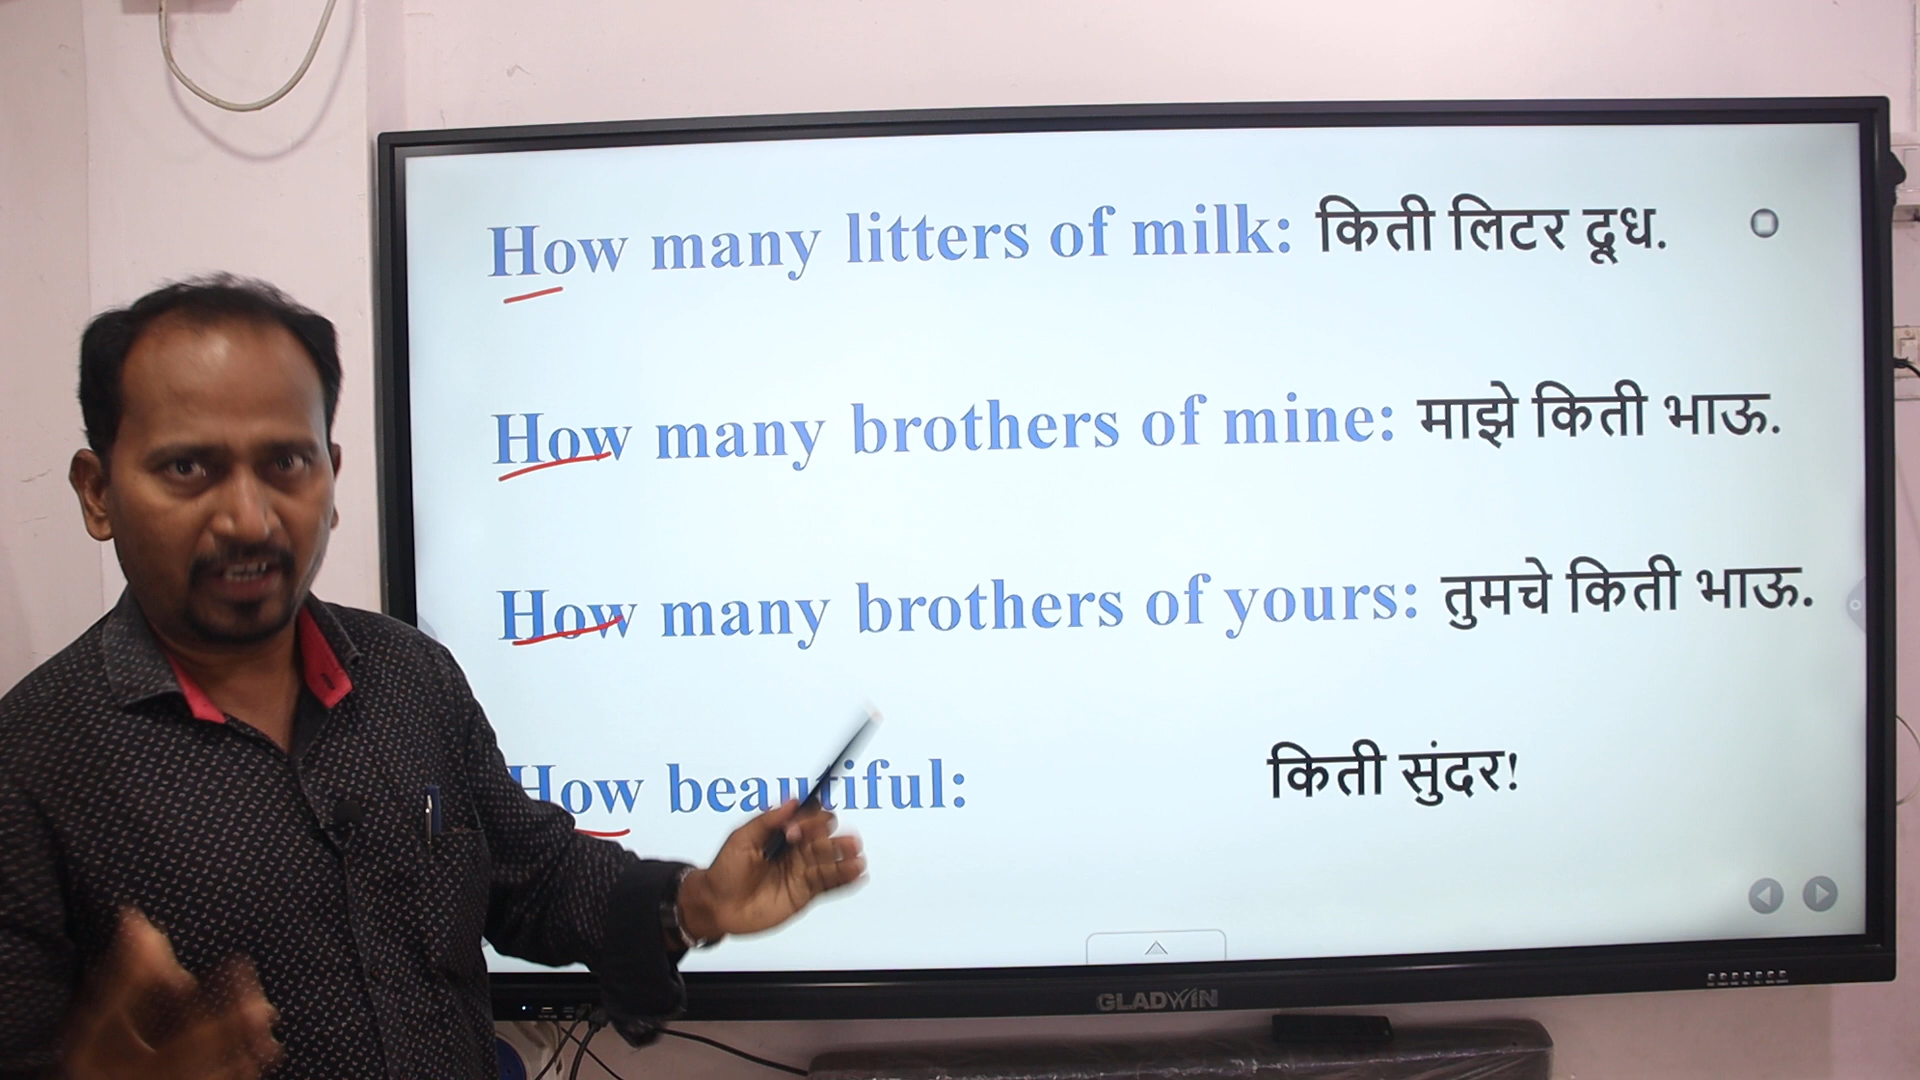 How many litters of milk: किती लिटर दूध.
How many brothers of mine: माझे किती भाऊ.
How many brothers of yours: तुमचे किती भाऊ.
How beautiful: किती सुंदर!
GLADWIN